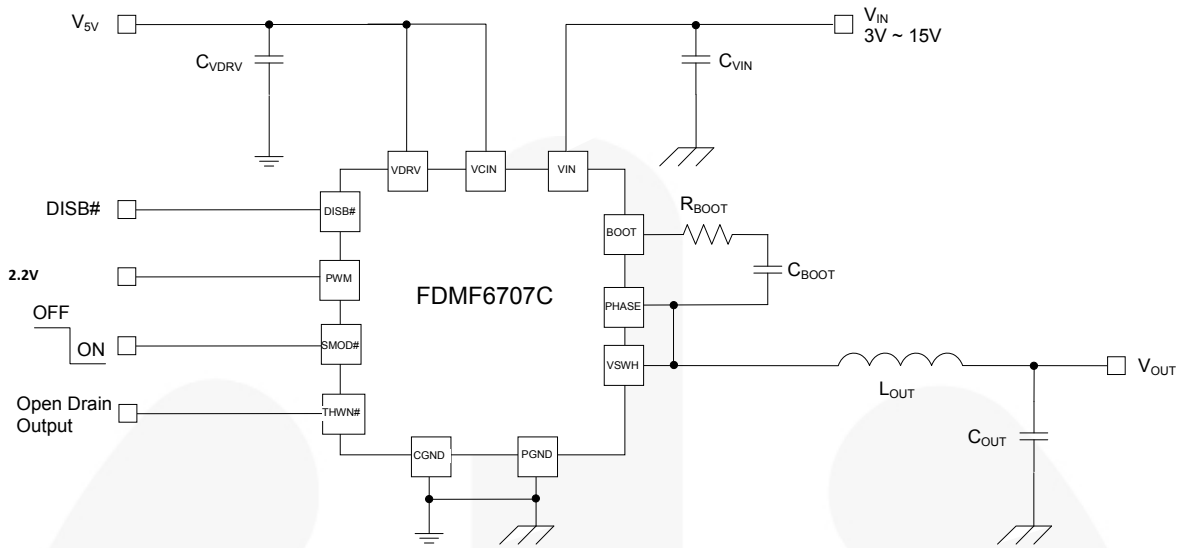 V5V
VIN
3V ~ 15V
CVDRV
CVIN
VDRV
VCIN
VIN
DISB#
DISB#
RBOOT
BOOT
CBOOT
2.2V
PWM
FDMF6707C
PHASE
OFF
ON
SMOD#
VSWH
VOUT
LOUT
Open Drain
Output
THWN#
COUT
CGND
PGND